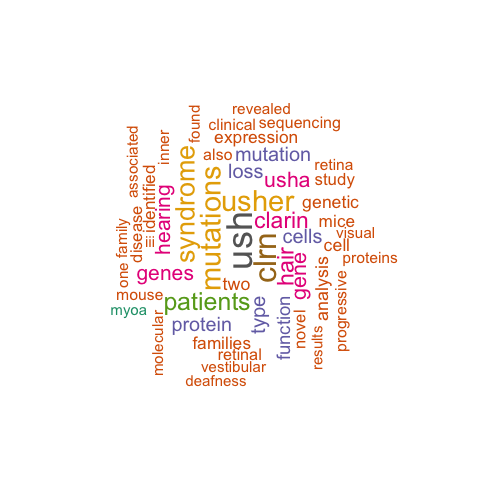 revealed
clinical
sequencing
found
expression
inner
also
mutation
associated
syndrome
loss
retina
usha
study
identified
hearing
mutations
usher
genetic
clarin
mice
visual
ush
cells
cell
disease
clrn
hair
proteins
one
family
iii
genes
gene
analysis
two
mouse
patients
progressive
myoa
type
function
novel
protein
molecular
families
results
retinal
vestibular
deafness